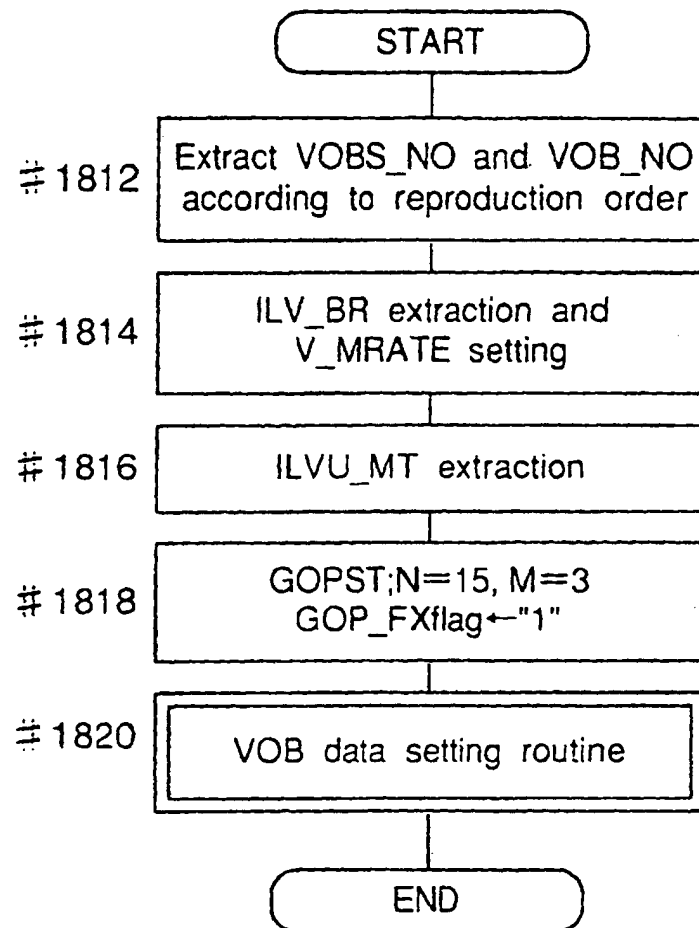 START
#1812
Extract VOBS_NO and VOB_NO
according to reproduction order
#1814
ILV_BR extraction and
V_MRATE setting
#1816
ILVU_MT extraction
#1818
GOPST;N=15, M=3
GOP_FXflag←"1"
#1820
VOB data setting routine
END